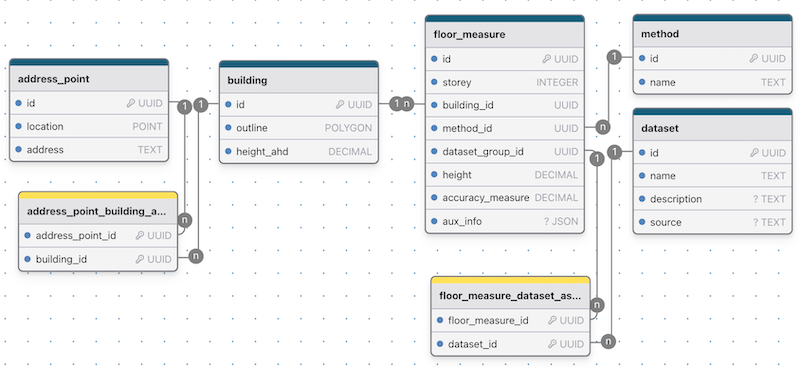 address_point
id UUID
location POINT
address TEXT
address_point_building_a...
address_point_id UUID
building_id UUID
building
id UUID
outline POLYGON
height_ahd DECIMAL
floor_measure
id UUID
storey INTEGER
building_id UUID
method_id UUID
dataset_group_id UUID
height DECIMAL
accuracy_measure DECIMAL
aux_info ? JSON
floor_measure_dataset_as...
floor_measure_id UUID
dataset_id UUID
method
id UUID
name TEXT
dataset
id UUID
name TEXT
description ? TEXT
source ? TEXT
1
1
n
n
1
n
1
n
1
1
n
n